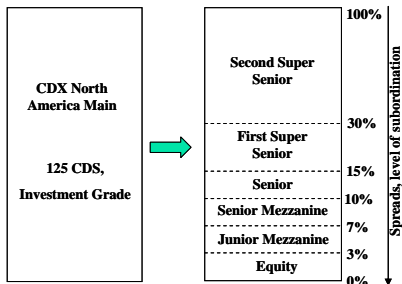 CDX North
America Main
125 CDS,
Investment Grade
100%
Second Super
Senior
30%
First Super
Senior
15%
Senior
10%
Senior Mezzanine
7%
Junior Mezzanine
3%
Equity
0%
Spreads, level of subordination